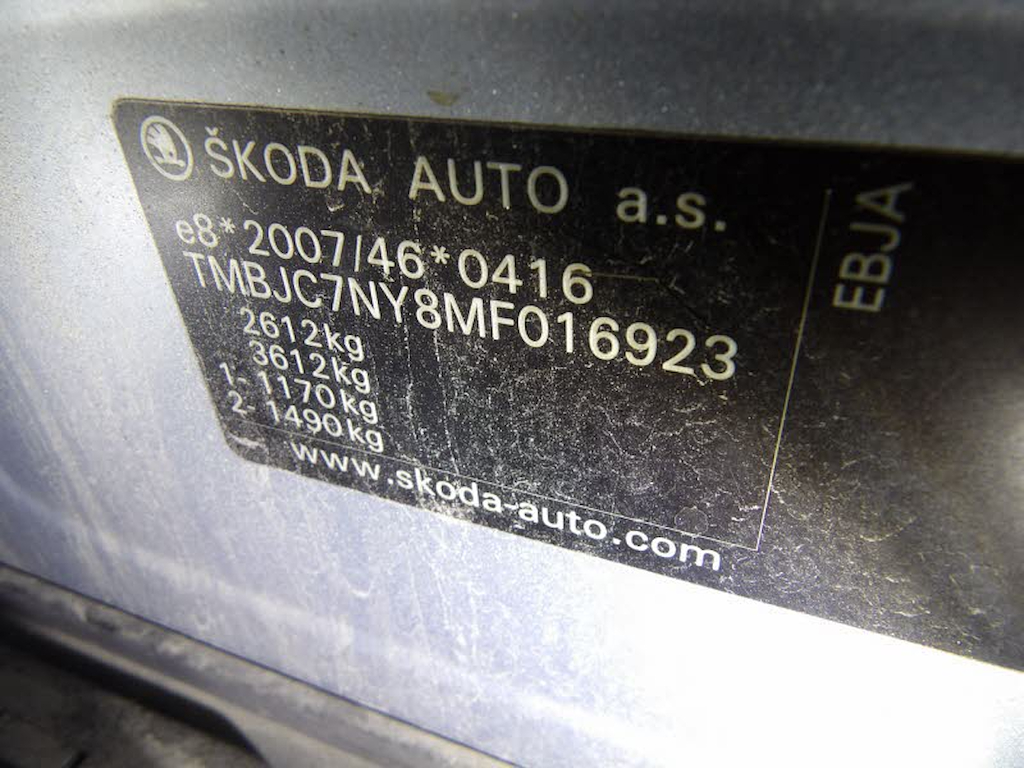 ŠKODA AUTO a.s.
e8*2007/46*0416
TMBJC7NY8MF016923
2612kg
3612kg
1- 1170kg
2- 1490kg
www.skoda-auto.com
EBJA